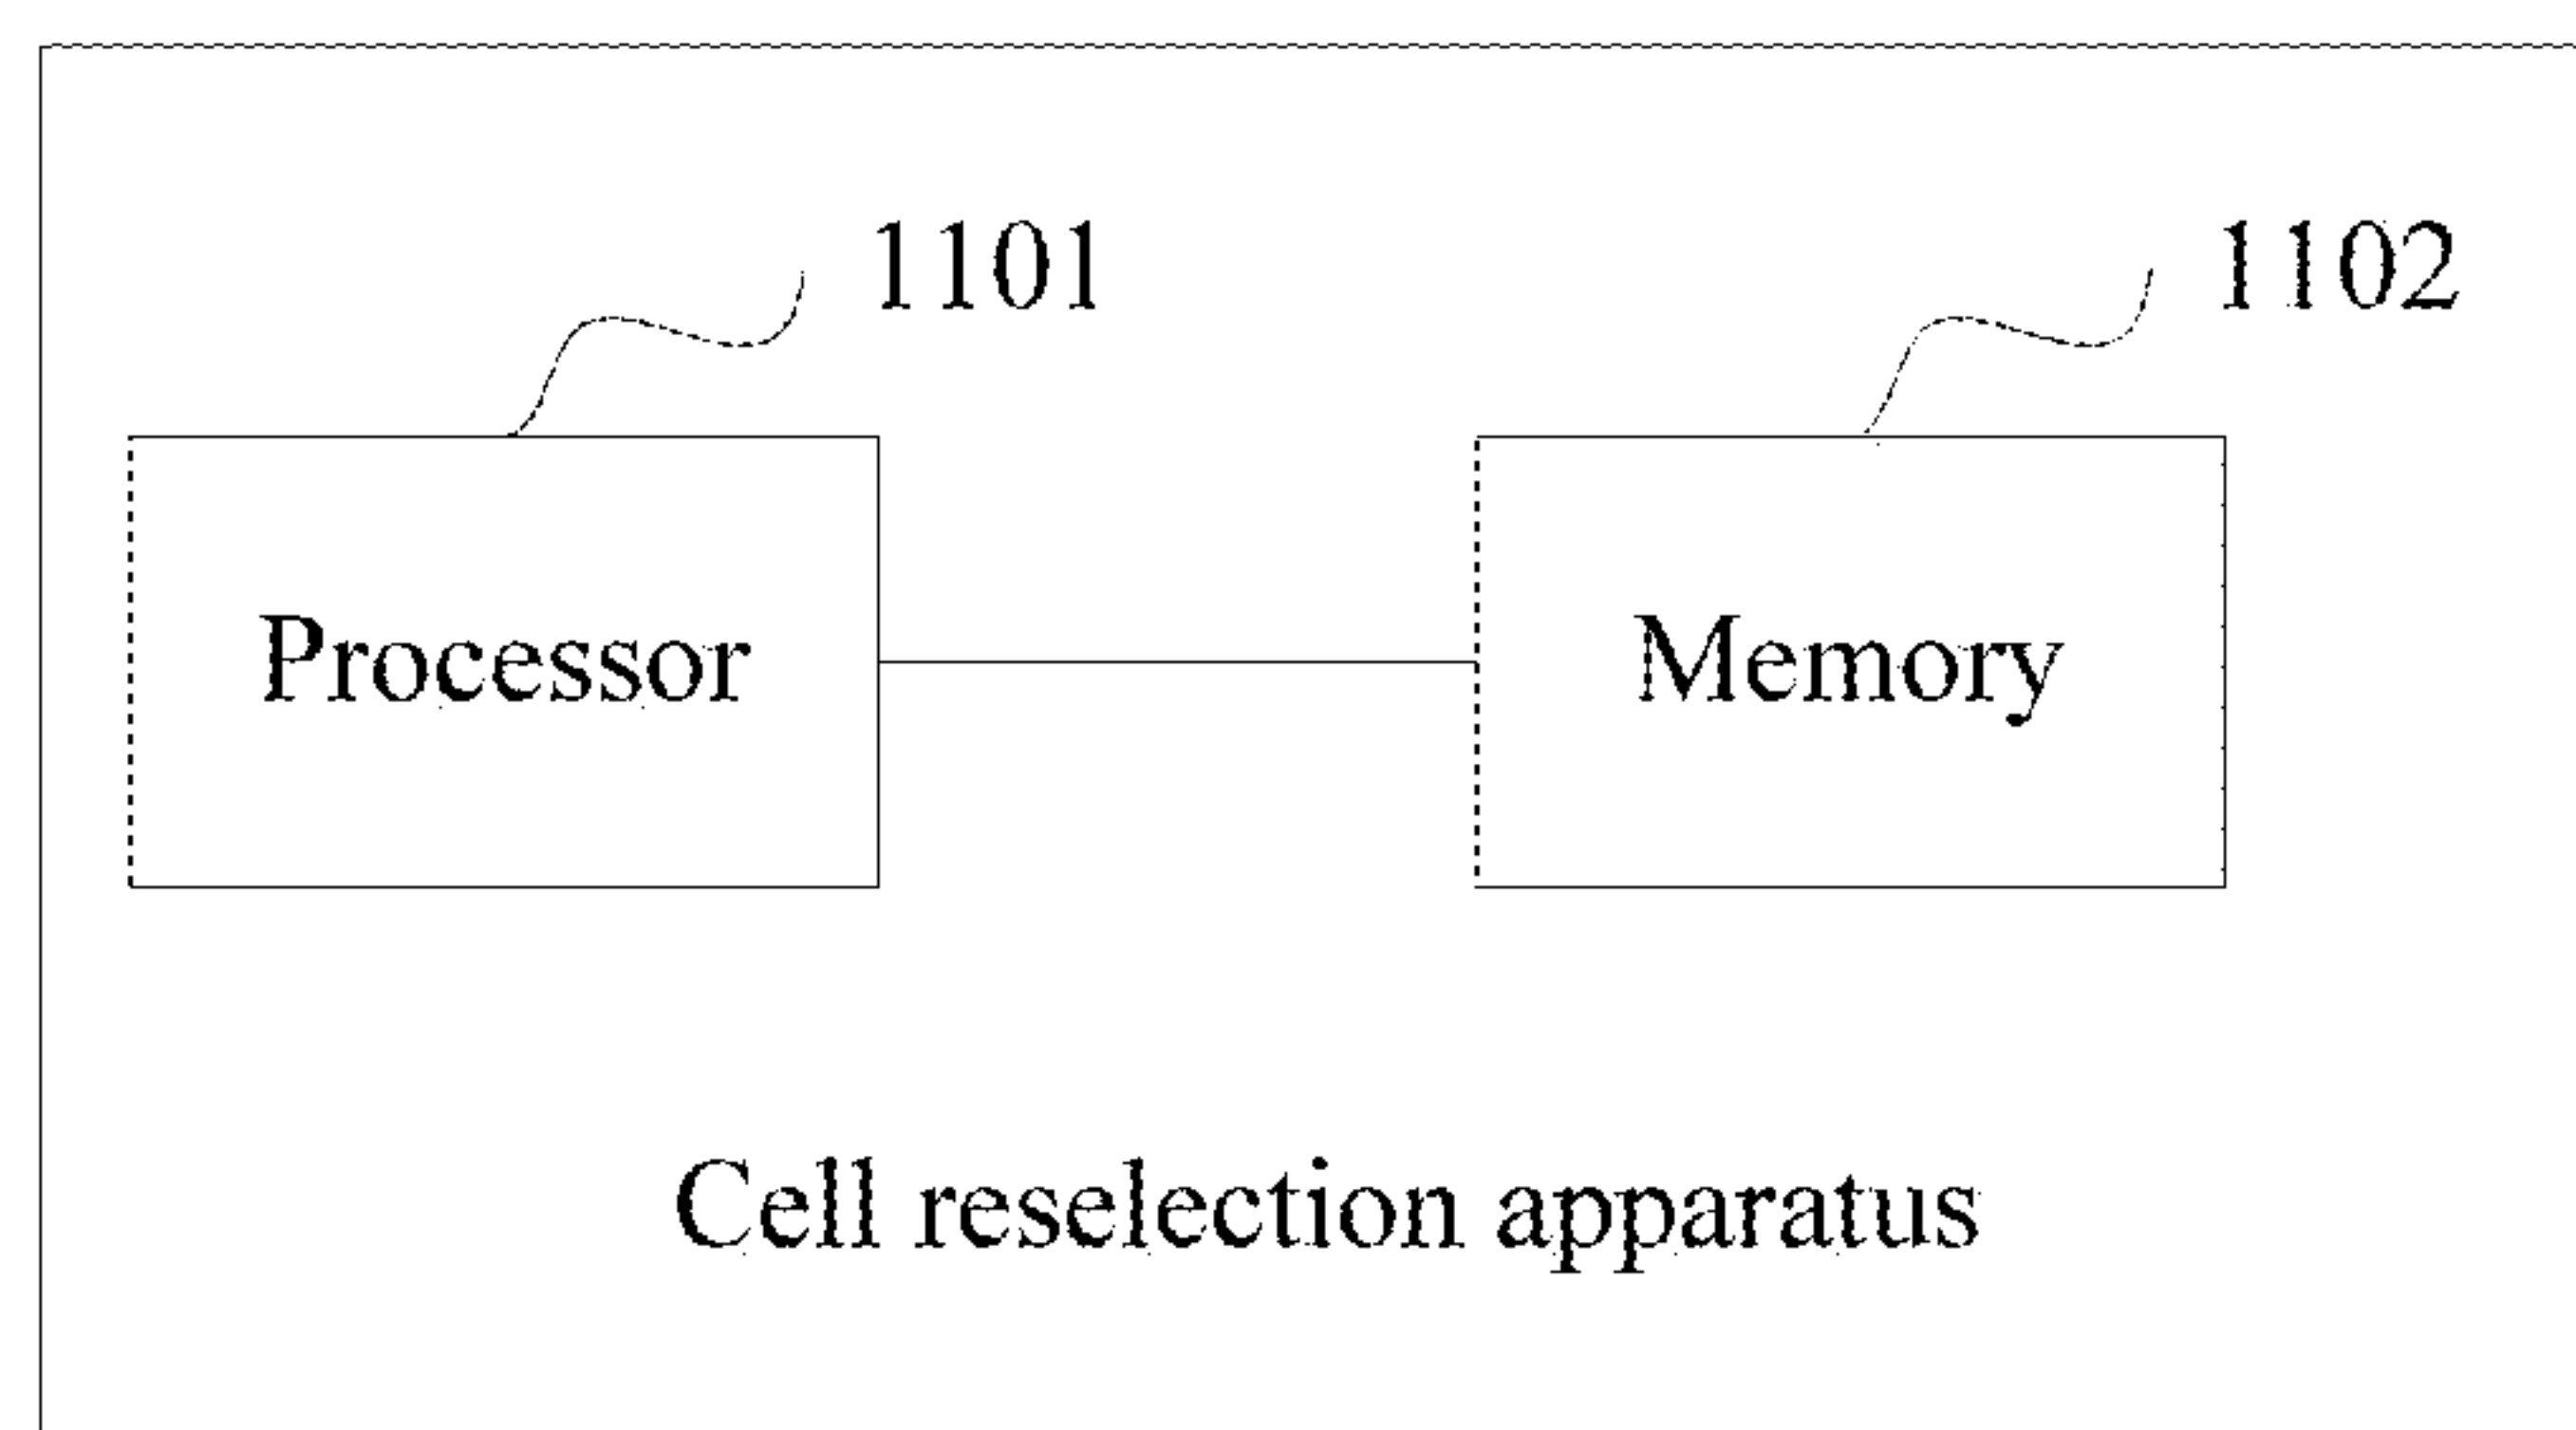 1101
1102
Processor
Memory
Cell reselection apparatus